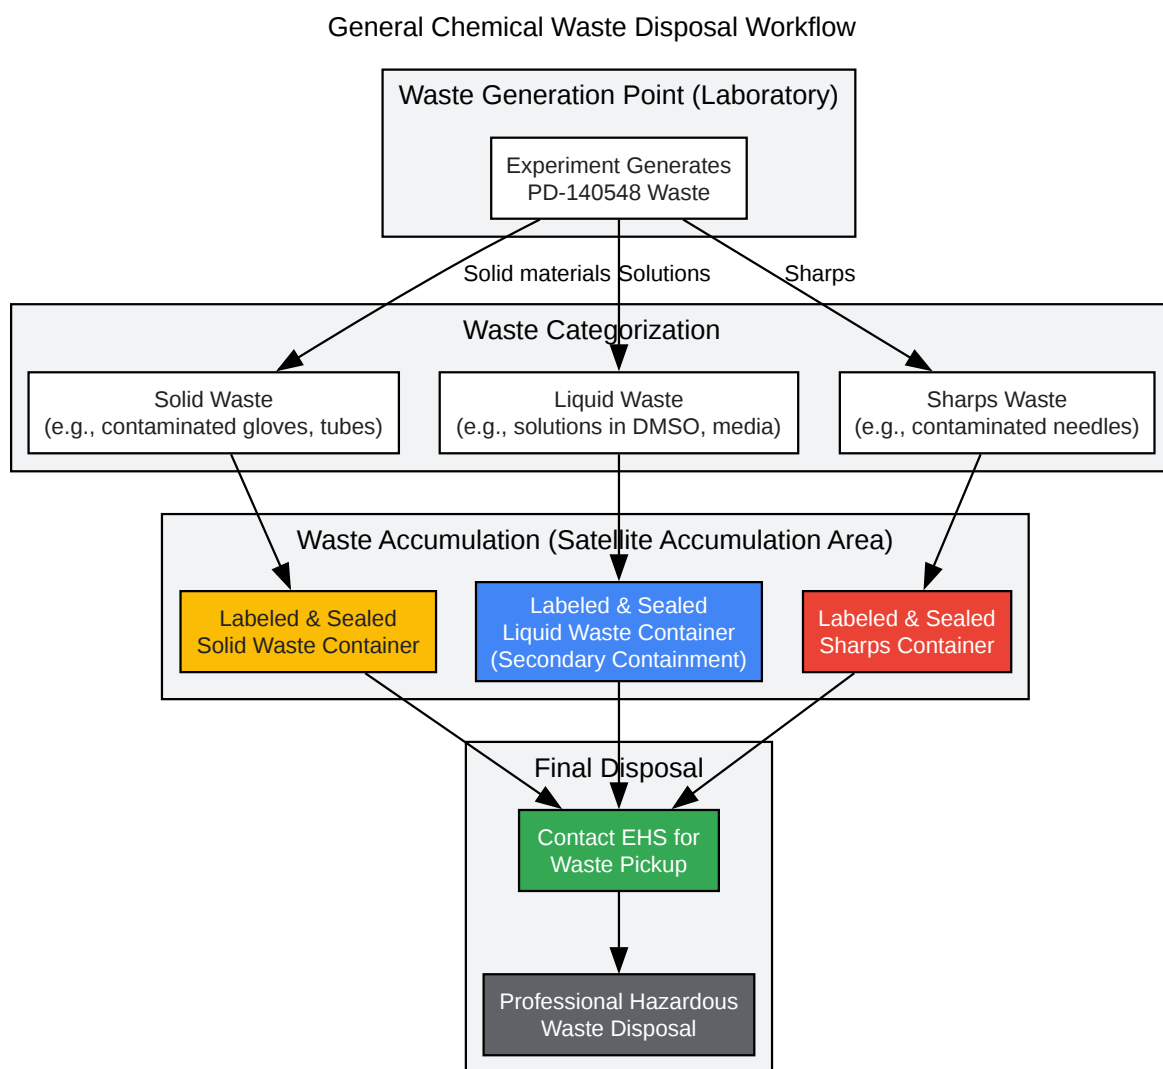 General Chemical Waste Disposal Workflow
Waste Generation Point (Laboratory)
Experiment Generates
PD-140548 Waste
Solid materials
Solutions
Sharps
Waste Categorization
Solid Waste
(e.g., contaminated gloves, tubes)
Liquid Waste
(e.g., solutions in DMSO, media)
Sharps Waste
(e.g., contaminated needles)
Waste Accumulation (Satellite Accumulation Area)
Labeled & Sealed
Solid Waste Container
Labeled & Sealed
Liquid Waste Container
(Secondary Containment)
Labeled & Sealed
Sharps Container
Final Disposal
Contact EHS for
Waste Pickup
Professional Hazardous
Waste Disposal